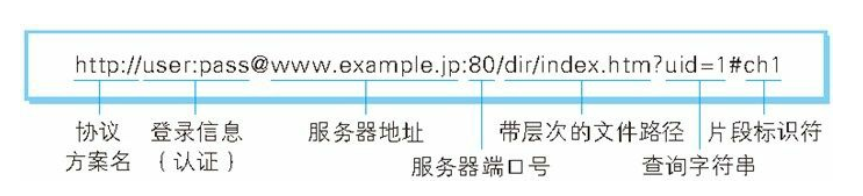 http://user:pass@www.example.jp:80/dir/index.htm?uid=1#ch1
协议
方案名
登录信息
（认证）
服务器地址
服务器端口号
带层次的文件路径
查询字符串
片段标识符